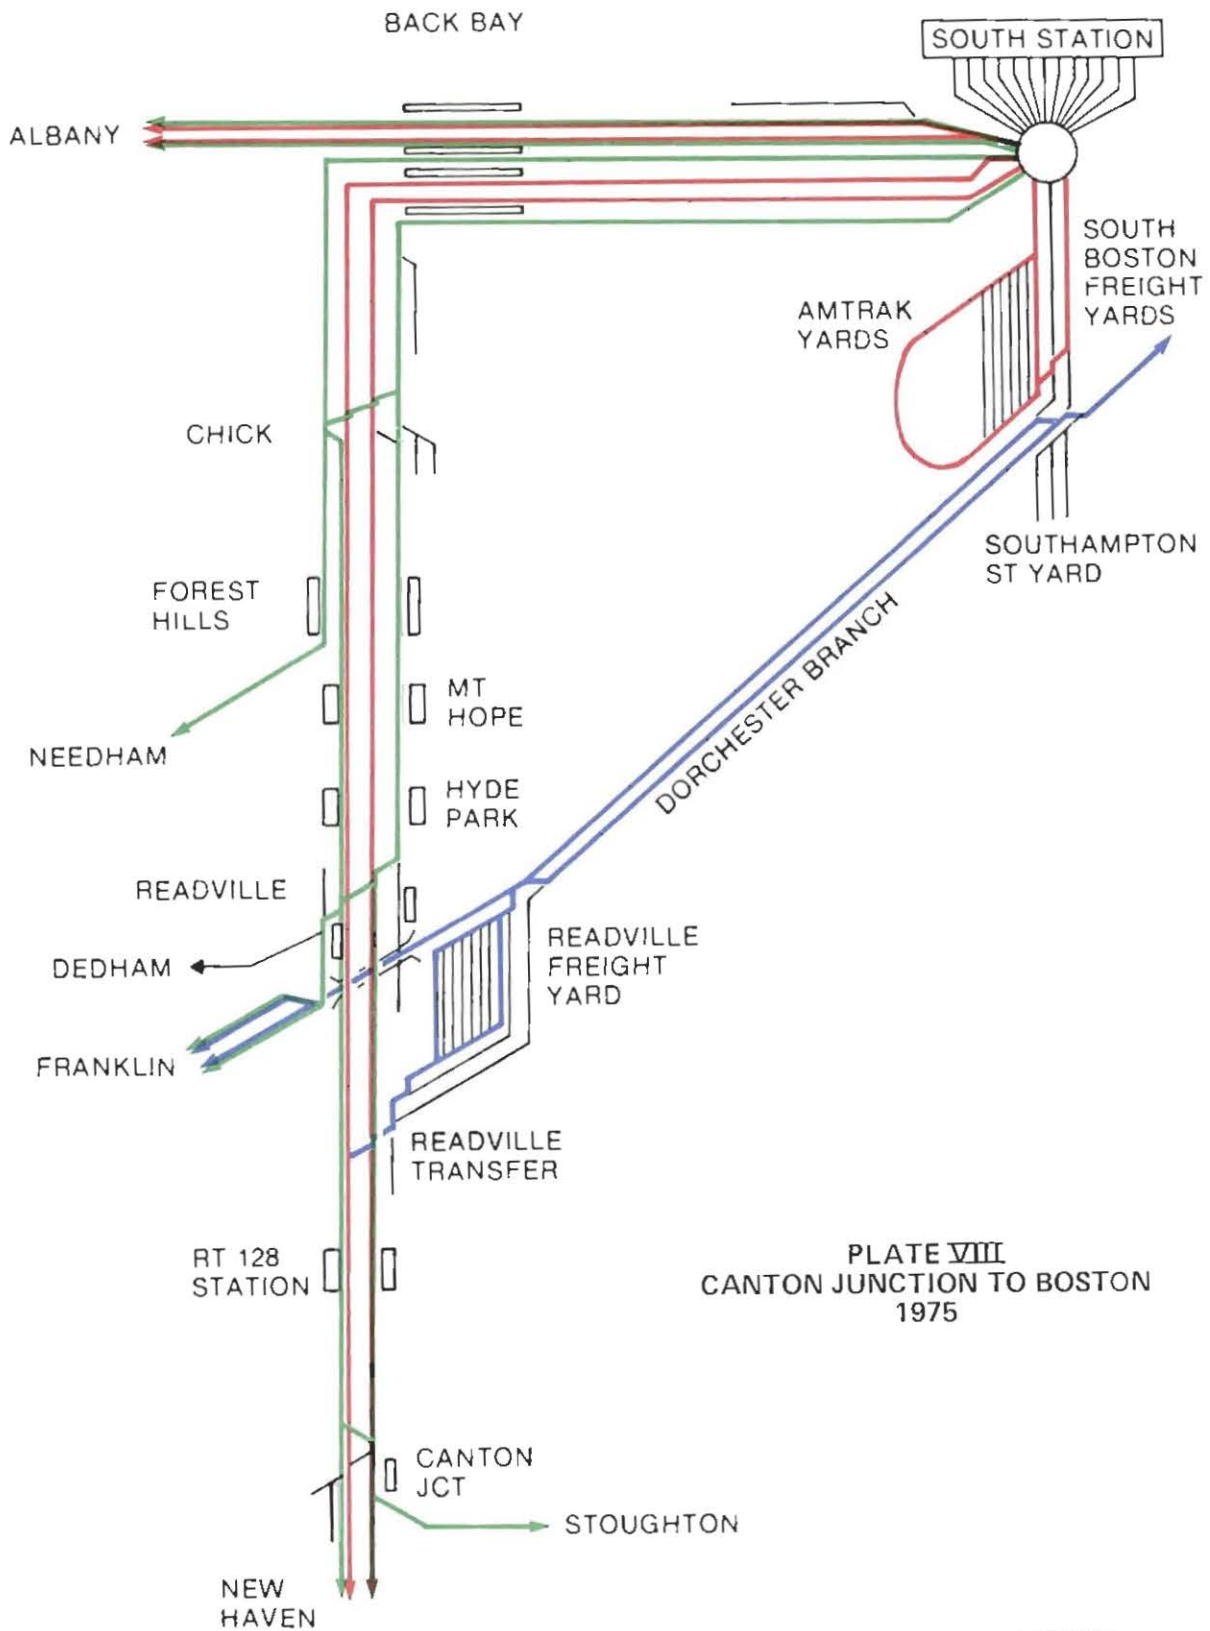 BACK BAY
SOUTH STATION
ALBANY
SOUTH
BOSTON
FREIGHT
YARDS
AMTRAK
YARDS
CHICK
SOUTHAMPTON
ST YARD
FOREST
HILLS
DORCHESTER BRANCH
MT
HOPE
NEEDHAM
HYDE
PARK
READVILLE
READVILLE
FREIGHT
YARD
DEDHAM
FRANKLIN
READVILLE
TRANSFER
RT 128
STATION
PLATE VIII
CANTON JUNCTION TO BOSTON
1975
CANTON
JCT
STOUGHTON
NEW
HAVEN